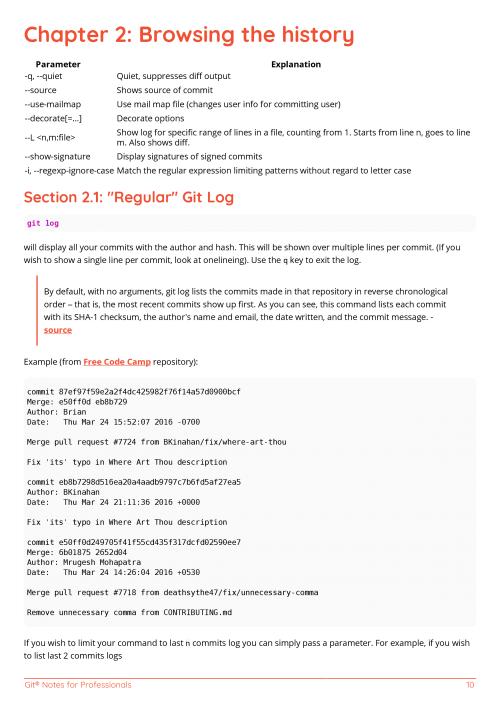 Chapter 2: Browsing the history
Parameter Explanation
-q, --quiet Quiet, suppresses diff output
--source Shows source of commit
--use-mailmap Use mail map file (changes user info for committing user)
--decorate[=...] Decorate options
--L <n,m:file> Show log for specific range of lines in a file, counting from 1. Starts from line n, goes to line
m. Also shows diff.
--show-signature Display signatures of signed commits
-i, --regexp-ignore-case Match the regular expression limiting patterns without regard to letter case
Section 2.1: "Regular" Git Log
git log
will display all your commits with the author and hash. This will be shown over multiple lines per commit. (If you
wish to show a single line per commit, look at onelineing). Use the q key to exit the log.
By default, with no arguments, git log lists the commits made in that repository in reverse chronological
order – that is, the most recent commits show up first. As you can see, this command lists each commit
with its SHA-1 checksum, the author's name and email, the date written, and the commit message. -
source
Example (from Free Code Camp repository):
commit 87ef97f59e2a2f4dc425982f76f14a57d0900bcf
Merge: e50ff0d eb8b729
Author: Brian
Date:   Thu Mar 24 15:52:07 2016 -0700
Merge pull request #7724 from BKinahan/fix/where-art-thou
Fix 'its' typo in Where Art Thou description
commit eb8b7298d516ea20a4aadb9797c7b6fd5af27ea5
Author: BKinahan
Date:   Thu Mar 24 21:11:36 2016 +0000
Fix 'its' typo in Where Art Thou description
commit e50ff0d249705f41f55cd435f317dcfd02590ee7
Merge: 6b01875 2652d04
Author: Mrugesh Mohapatra
Date:   Thu Mar 24 14:26:04 2016 +0530
Merge pull request #7718 from deathsythe47/fix/unnecessary-comma
Remove unnecessary comma from CONTRIBUTING.md
If you wish to limit your command to last n commits log you can simply pass a parameter. For example, if you wish
to list last 2 commits logs
Git® Notes for Professionals 10